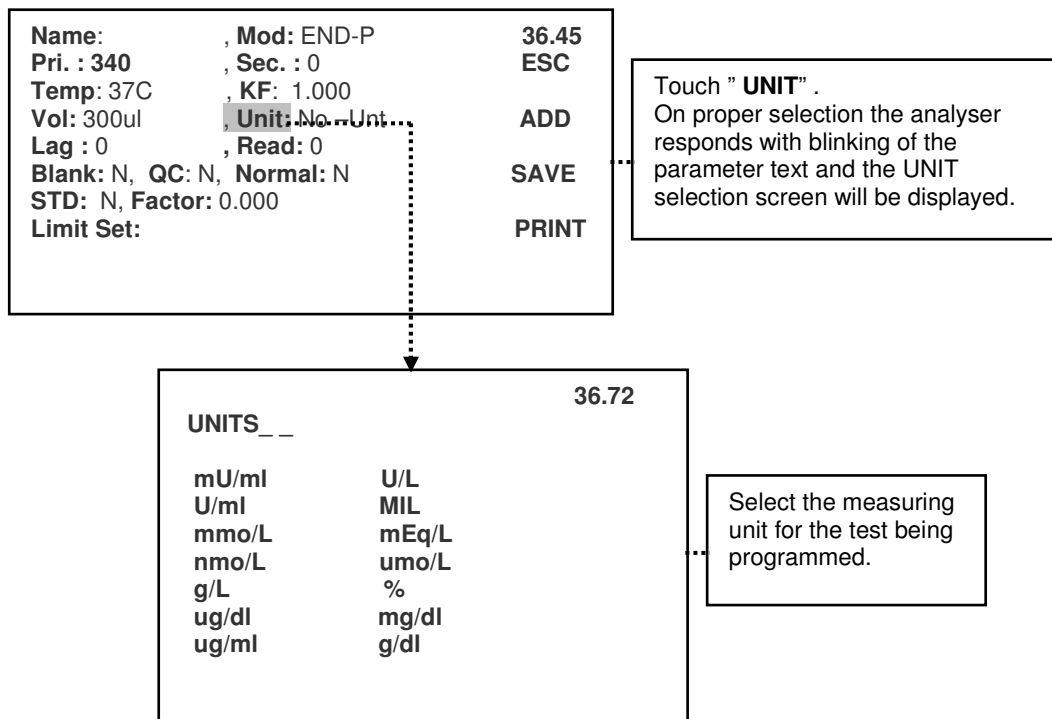 Name: , Mod: END-P 36.45
Pri. : 340 , Sec. : 0 ESC
Temp: 37C , KF: 1.000
Vol: 300ul , Unit: No –Unt ADD
Lag : 0 , Read: 0
Blank: N, QC: N, Normal: N SAVE
STD: N, Factor: 0.000
Limit Set: PRINT
Touch ” UNIT” .
On proper selection the analyser
responds with blinking of the
parameter text and the UNIT
selection screen will be displayed.
36.72
UNITS_ _
mU/ml U/L
U/ml MIL
mmo/L mEq/L
nmo/L umo/L
g/L %
ug/dl mg/dl
ug/ml g/dl
Select the measuring
unit for the test being
programmed.